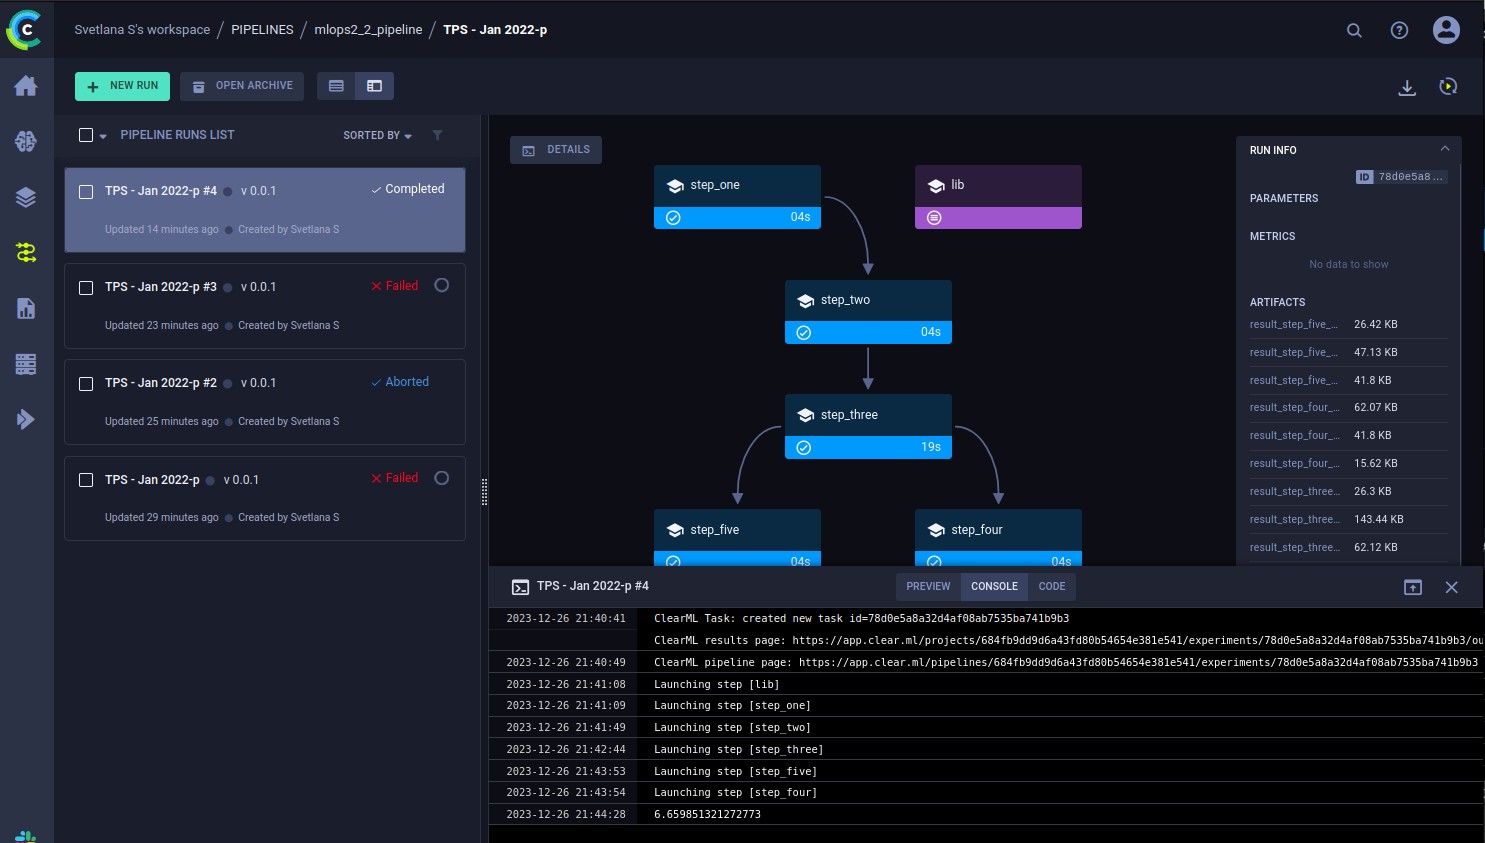 Svetlana S's workspace / PIPELINES / mlops2_2_pipeline / TPS - Jan 2022-p
+ NEW RUN OPEN ARCHIVE
PIPELINE RUNS LIST SORTED BY
TPS - Jan 2022-p #4 v 0.0.1 Completed
Updated 14 minutes ago Created by Svetlana S
TPS - Jan 2022-p #3 v 0.0.1 Failed
Updated 23 minutes ago Created by Svetlana S
TPS - Jan 2022-p #2 v 0.0.1 Aborted
Updated 25 minutes ago Created by Svetlana S
TPS - Jan 2022-p v 0.0.1 Failed
Updated 29 minutes ago Created by Svetlana S
DETAILS
step_one
04s
lib
step_two
04s
step_three
19s
step_five
04s
step_four
04s
RUN INFO
ID 78d0e5a8...
PARAMETERS
METRICS
No data to show
ARTIFACTS
result_step_five_... 26.42 KB
result_step_five_... 47.13 KB
result_step_five_... 41.8 KB
result_step_four_... 62.07 KB
result_step_four_... 41.8 KB
result_step_four_... 15.62 KB
result_step_three... 26.3 KB
result_step_three... 143.44 KB
result_step_three... 62.12 KB
TPS - Jan 2022-p #4 PREVIEW CONSOLE CODE
2023-12-26 21:40:41 ClearML Task: created new task id=78d0e5a8a32d4af08ab7535ba741b9b3
ClearML results page: https://app.clear.ml/projects/684fb9dd9d6a43fd80b54654e381e541/experiments/78d0e5a8a32d4af08ab7535ba741b9b3/ou
2023-12-26 21:40:49 ClearML pipeline page: https://app.clear.ml/pipelines/684fb9dd9d6a43fd80b54654e381e541/experiments/78d0e5a8a32d4af08ab7535ba741b9b3
2023-12-26 21:41:08 Launching step [lib]
2023-12-26 21:41:09 Launching step [step_one]
2023-12-26 21:41:49 Launching step [step_two]
2023-12-26 21:42:44 Launching step [step_three]
2023-12-26 21:43:53 Launching step [step_five]
2023-12-26 21:43:54 Launching step [step_four]
2023-12-26 21:44:28 6.659851321272773